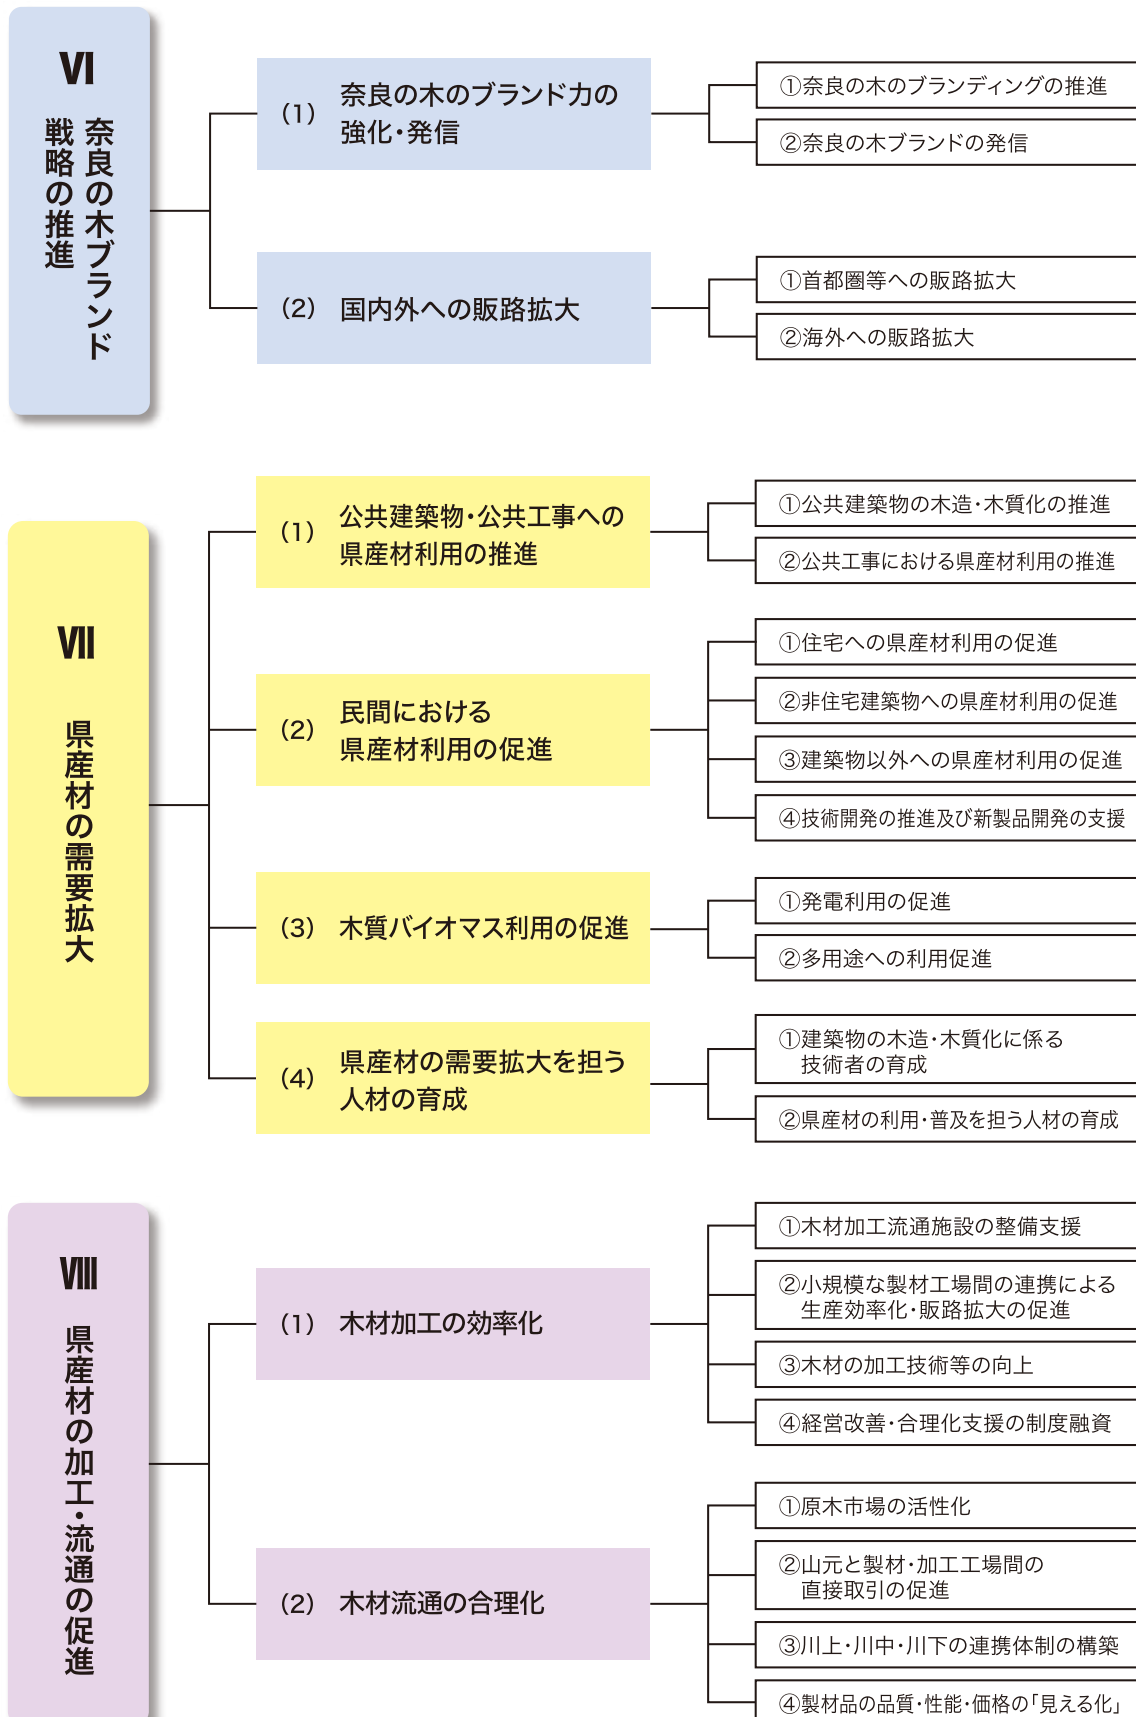 Ⅵ
奈良の木ブランド
戦略の推進
(1)
奈良の木のブランド力の
強化・発信
①奈良の木のブランディングの推進
②奈良の木ブランドの発信
(2) 国内外への販路拡大
①首都圏等への販路拡大
②海外への販路拡大
Ⅶ
県産材の需要拡大
(1)
公共建築物・公共工事への
県産材利用の推進
①公共建築物の木造・木質化の推進
②公共工事における県産材利用の推進
(2)
民間における
県産材利用の促進
①住宅への県産材利用の促進
②非住宅建築物への県産材利用の促進
③建築物以外への県産材利用の促進
④技術開発の推進及び新製品開発の支援
(3) 木質バイオマス利用の促進
①発電利用の促進
②多用途への利用促進
(4)
県産材の需要拡大を担う
人材の育成
①建築物の木造・木質化に係る
技術者の育成
②県産材の利用・普及を担う人材の育成
Ⅷ
県産材の加工・流通の促進
(1) 木材加工の効率化
①木材加工流通施設の整備支援
②小規模な製材工場間の連携による
生産効率化・販路拡大の促進
③木材の加工技術等の向上
④経営改善・合理化支援の制度融資
(2) 木材流通の合理化
①原木市場の活性化
②山元と製材・加工工場間の
直接取引の促進
③川上・川中・川下の連携体制の構築
④製材品の品質・性能・価格の「見える化」